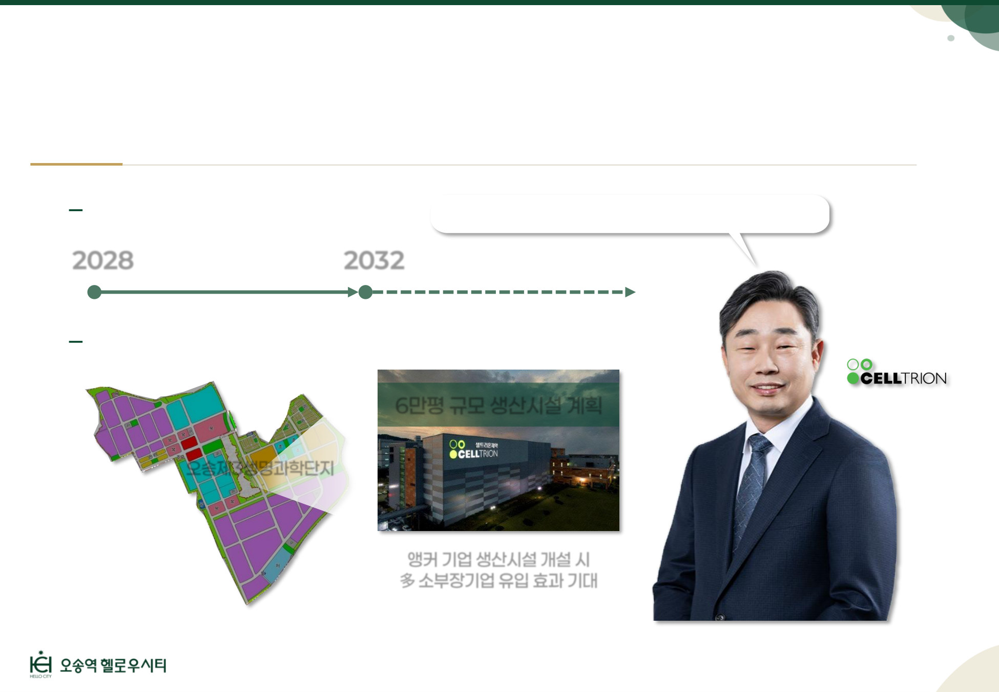 2028
2032
CELLTRION
6만평 규모 생산시설 계획
셀트리온제약
CELLTRION
오송제3생명과학단지
앵커 기업 생산시설 개설 시
多 소부장기업 유입 효과 기대
HELLO CITY
오송역 헬로우시티